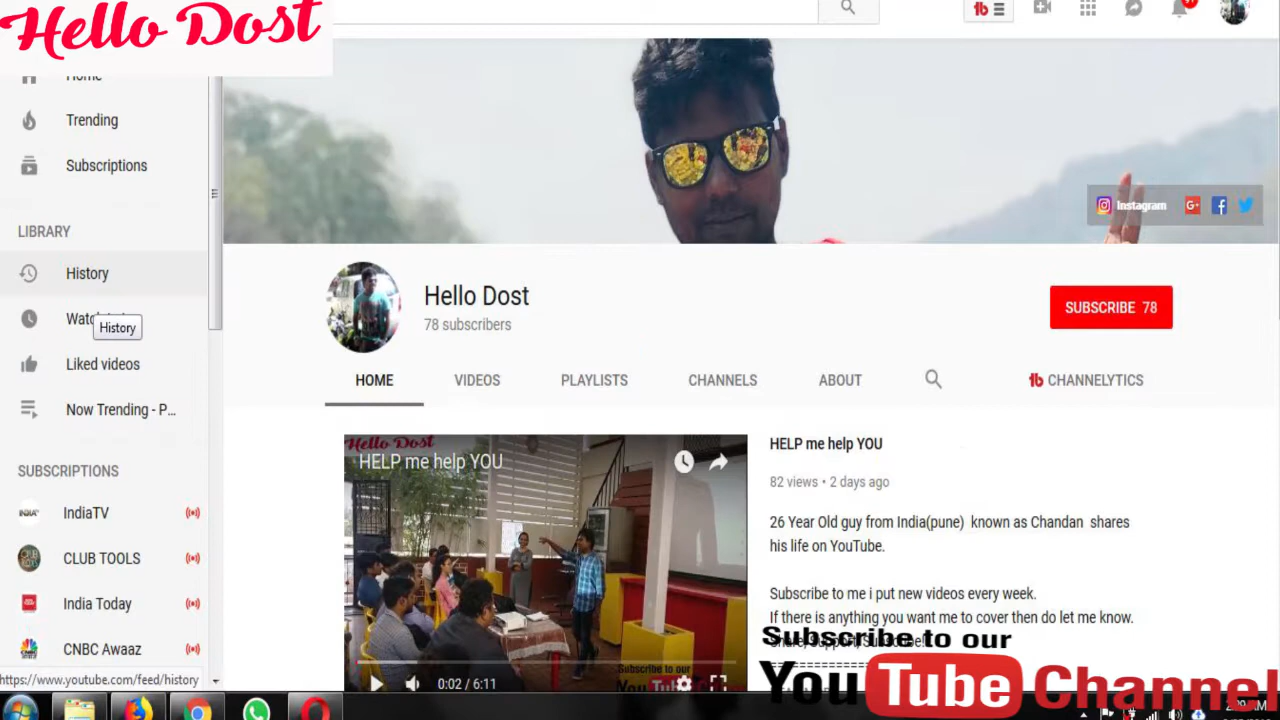 Hello Dost
Home
Trending
Subscriptions
LIBRARY
History
History
Liked videos
Now Trending - P...
SUBSCRIPTIONS
IndiaTV
CLUB TOOLS
India Today
CNBC Awaaz
https://www.youtube.com/feed/history
Instagram
Hello Dost
78 subscribers
SUBSCRIBE 78
HOME
VIDEOS
PLAYLISTS
CHANNELS
ABOUT
CHANNELYTICS
Hello Dost
HELP me help YOU
0:02 / 6:11
Subscribe to our
HELP me help YOU
82 views • 2 days ago
26 Year Old guy from India(pune) known as Chandan shares
his life on YouTube.
Subscribe to me i put new videos every week.
If there is anything you want me to cover then do let me know.
Subscribe to our
YouTube Channel